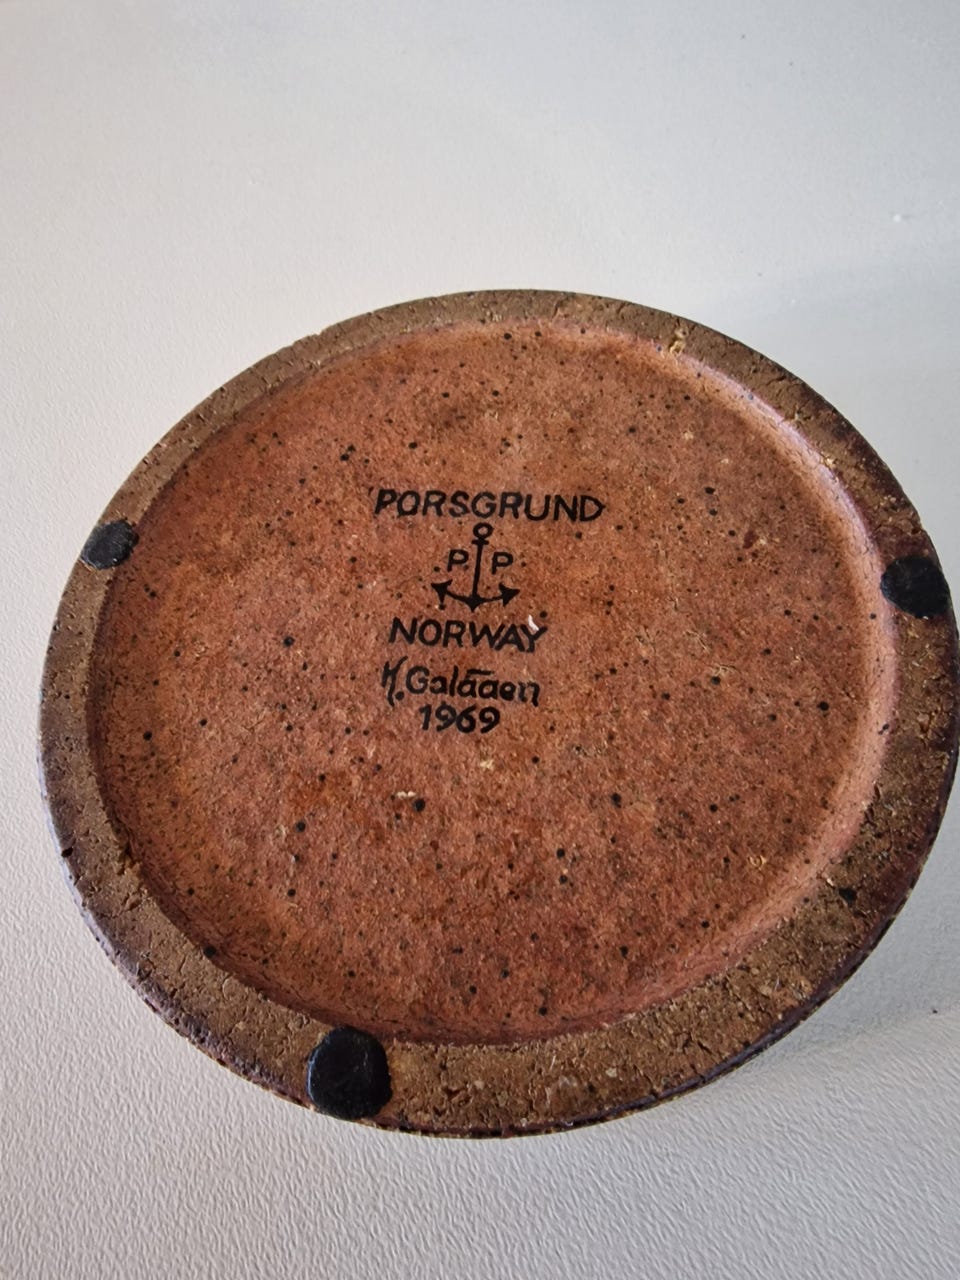 PORSGRUND
P P
NORWAY
K. Galåaen
1969